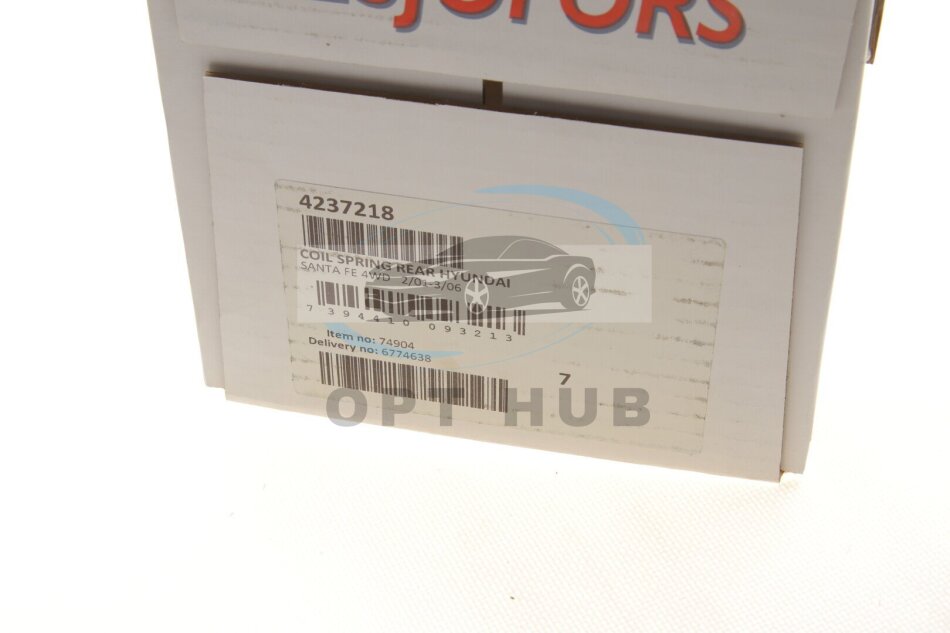 4237218
COIL SPRING REAR HYUNDAI
SANTA FE 4WD 2/01-3/06
7 394410 093213
Item no: 74904
Delivery no: 6774638
7
OPT HUB